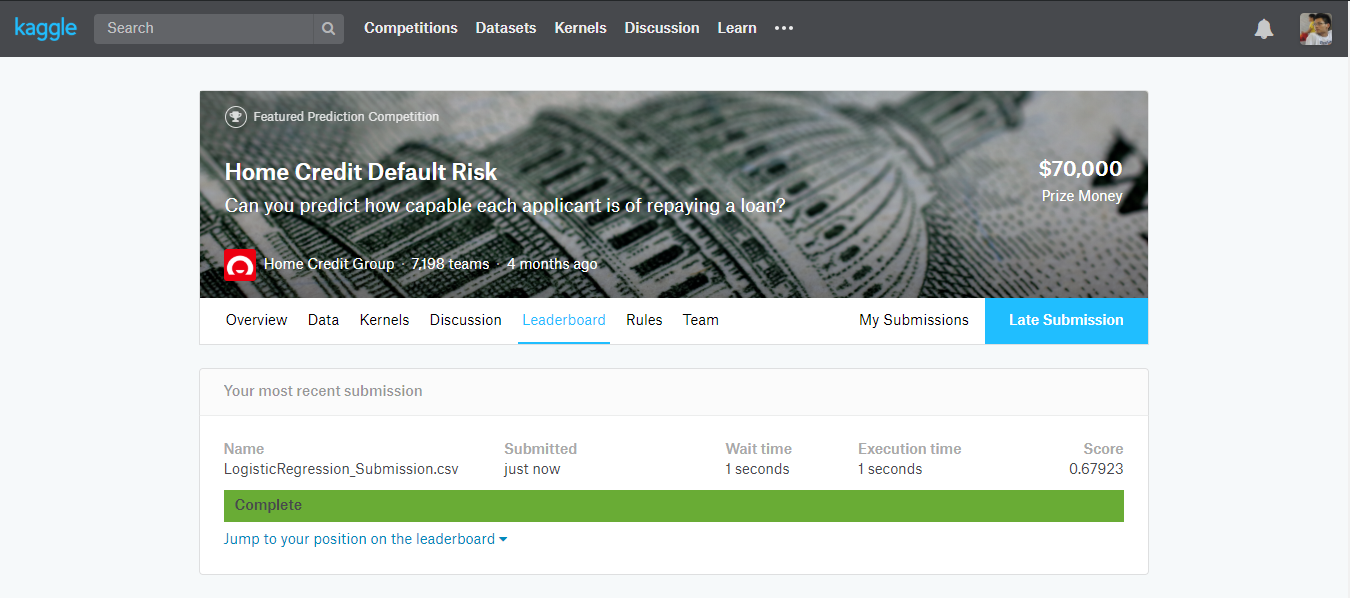 kaggle Search Competitions Datasets Kernels Discussion Learn
Featured Prediction Competition
Home Credit Default Risk
$70,000
Can you predict how capable each applicant is of repaying a loan?
Prize Money
Home Credit Group · 7,198 teams · 4 months ago
Overview Data Kernels Discussion Leaderboard Rules Team My Submissions Late Submission
Your most recent submission
Name Submitted Wait time Execution time Score
LogisticRegression_Submission.csv just now 1 seconds 1 seconds 0.67923
Complete
Jump to your position on the leaderboard